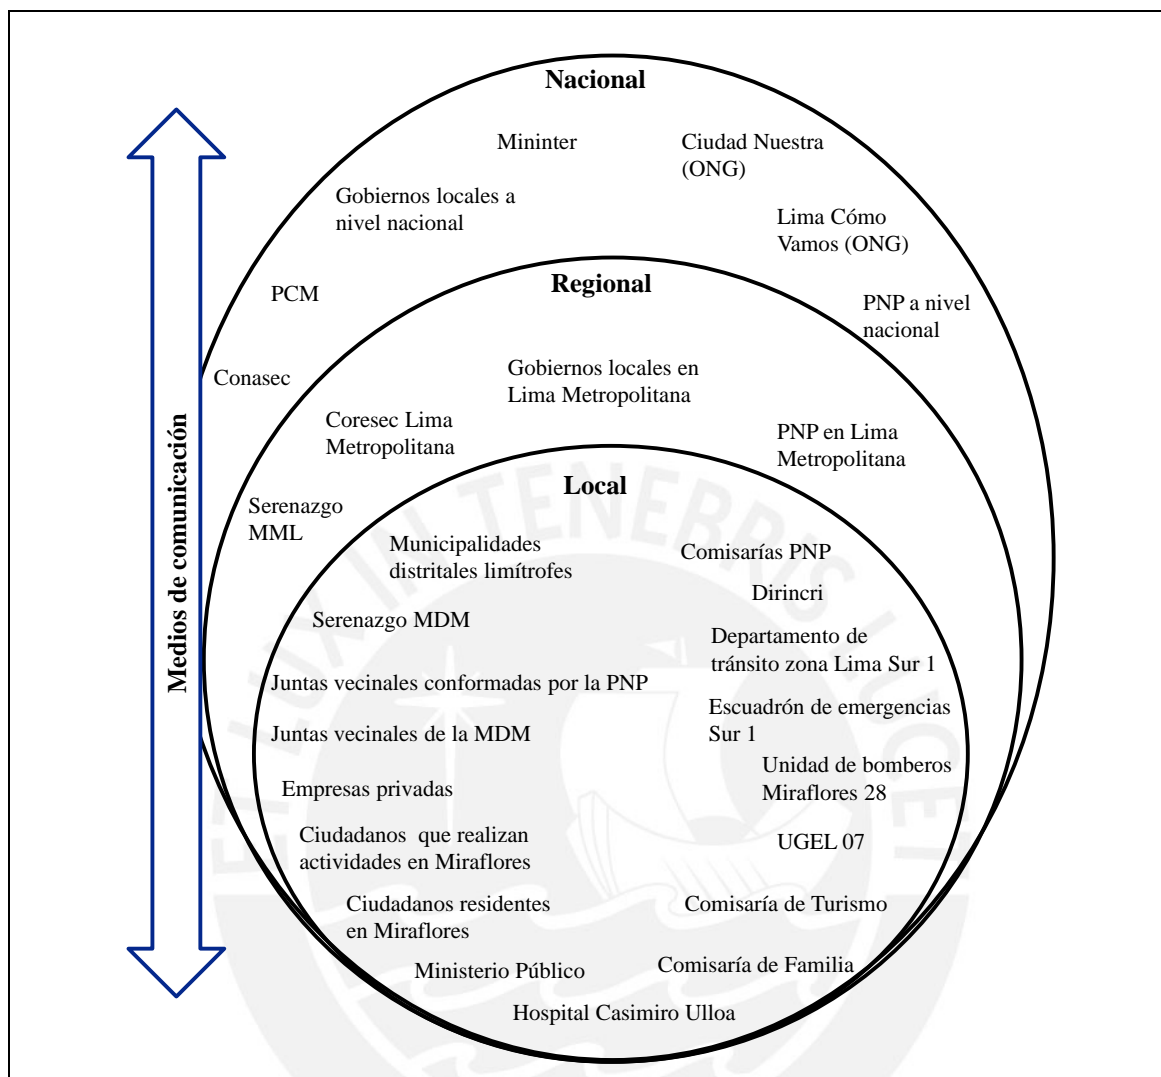 Nacional
Mininter
Ciudad Nuestra
(ONG)
Gobiernos locales a
nivel nacional
Lima Cómo
Vamos (ONG)
PCM
PNP a nivel
nacional
Conasec
Regional
Gobiernos locales en
Lima Metropolitana
Coresec Lima
Metropolitana
PNP en Lima
Metropolitana
Serenazgo
MML
Local
Municipalidades
distritales limítrofes
Comisarías PNP
Dirincri
Serenazgo MDM
Departamento de
tránsito zona Lima Sur 1
Juntas vecinales conformadas por la PNP
Escuadrón de emergencias
Sur 1
Juntas vecinales de la MDM
Unidad de bomberos
Miraflores 28
Empresas privadas
Ciudadanos que realizan
actividades en Miraflores
UGEL 07
Ciudadanos residentes
en Miraflores
Comisaría de Turismo
Ministerio Público
Comisaría de Familia
Hospital Casimiro Ulloa
Medios de comunicación
ET LUX IN TENEBRIS LUCET